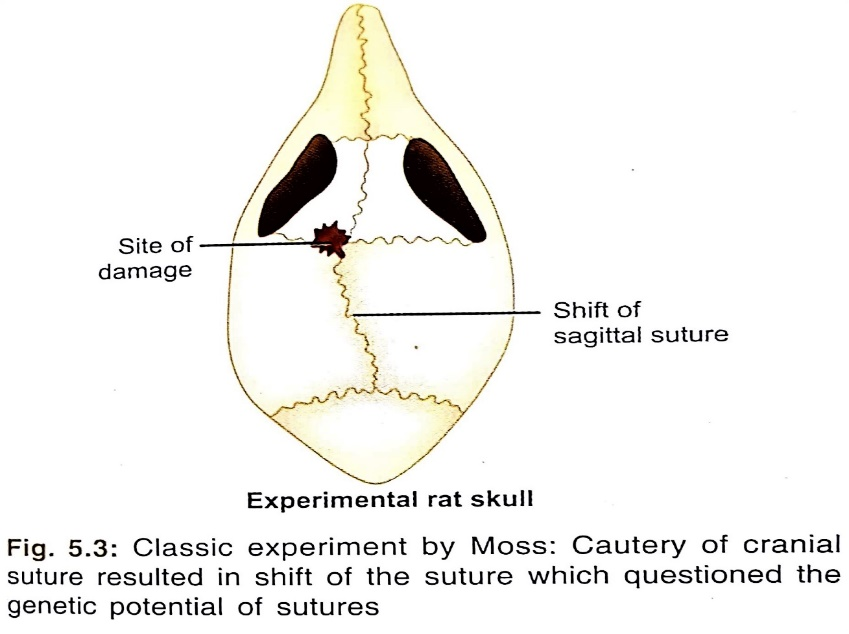 Site of
damage
Shift of
sagittal suture
Experimental rat skull
Fig. 5.3: Classic experiment by Moss: Cautery of cranial
suture resulted in shift of the suture which questioned the
genetic potential of sutures